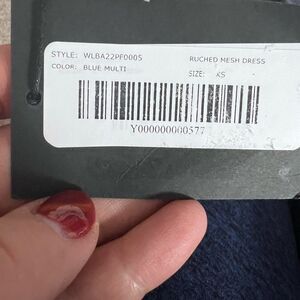 STYLE: WLBA22PF0005 RUCHED MESH DRESS
COLOR: BLUE MULTI SIZE: XS
Y000000000577